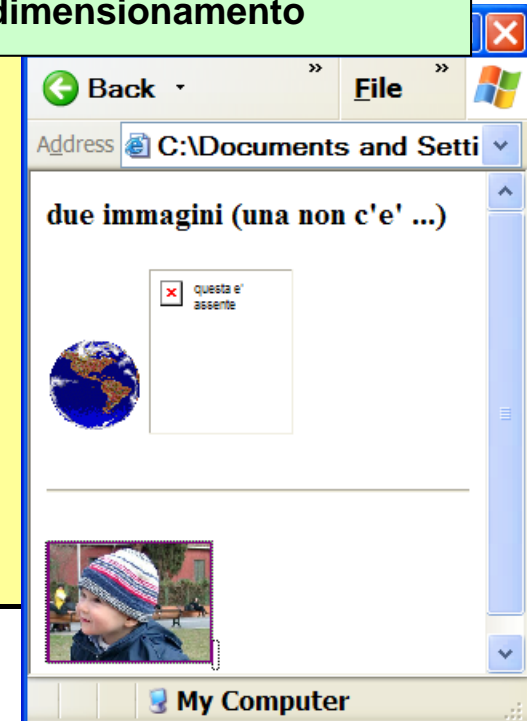 dimensionamento
Back » File »
Address C:\Documents and Setti
due immagini (una non c'e' ...)
questa e'
assente
My Computer